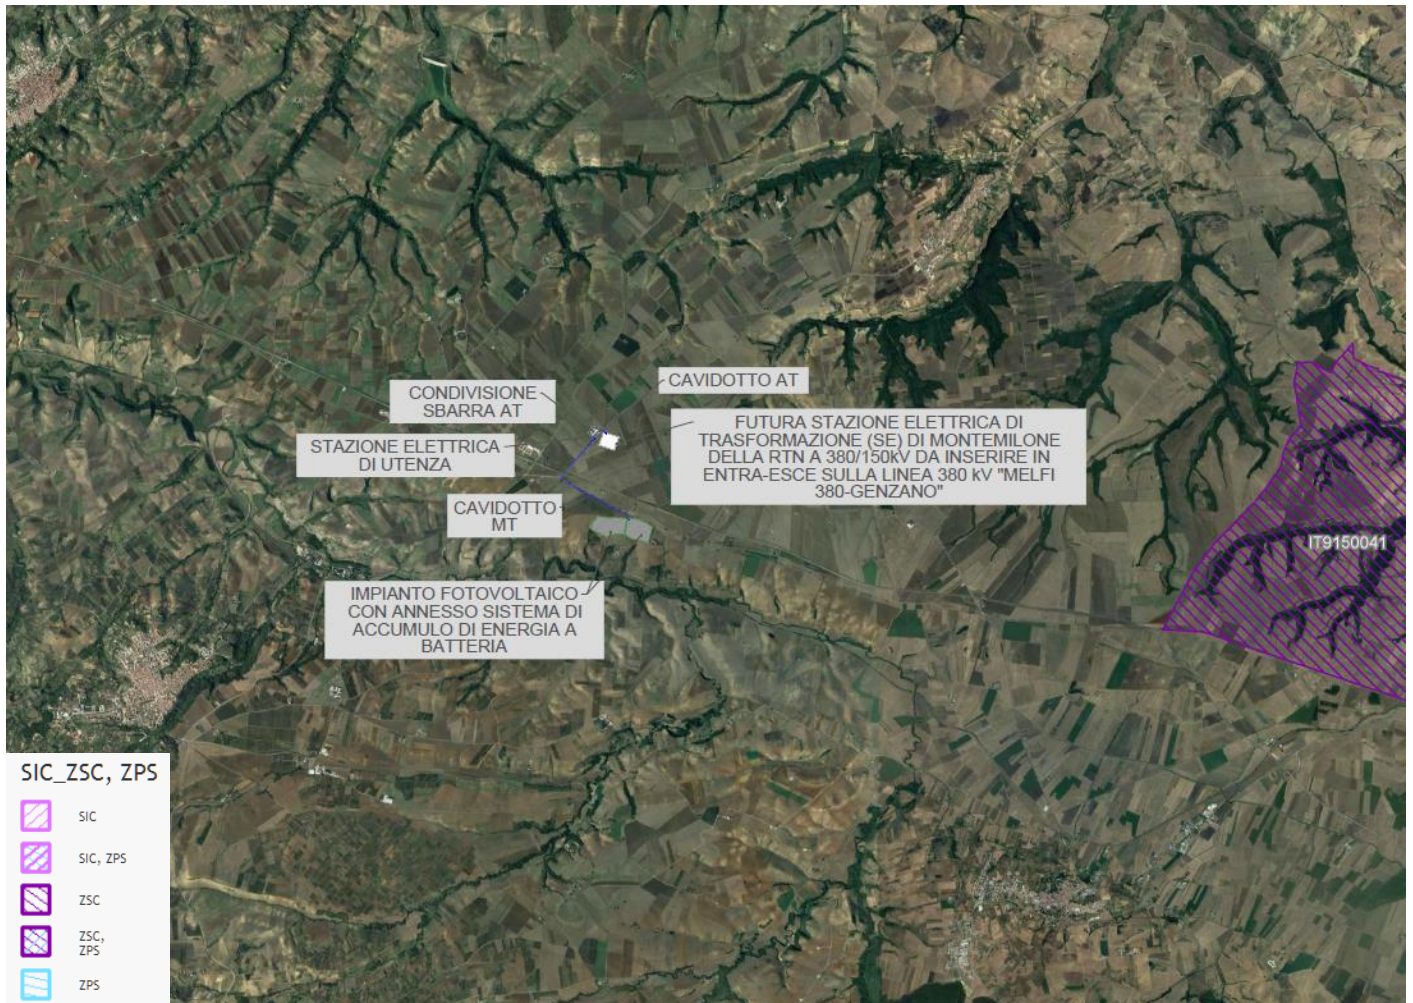 CAVIDOTTO AT
CONDIVISIONE
SBARRA AT
FUTURA STAZIONE ELETTRICA DI
TRASFORMAZIONE (SE) DI MONTEMILONE
DELLA RTN A 380/150kV DA INSERIRE IN
ENTRA-ESCE SULLA LINEA 380 kV "MELFI
380-GENZANO"
STAZIONE ELETTRICA
DI UTENZA
CAVIDOTTO
MT
IT9150041
IMPIANTO FOTOVOLTAICO
CON ANNESSO SISTEMA DI
ACCUMULO DI ENERGIA A
BATTERIA
SIC_ZSC, ZPS
SIC
SIC, ZPS
ZSC
ZSC,
ZPS
ZPS